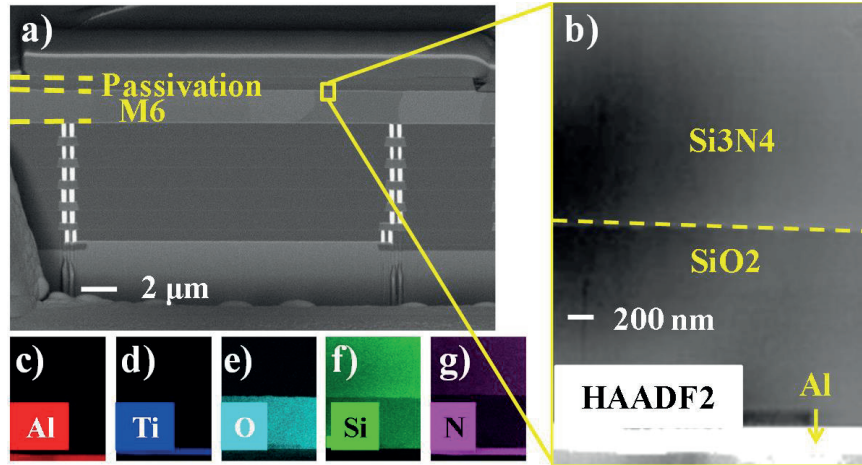 a)
Passivation
M6
2 μm
b)
Si3N4
SiO2
200 nm
HAADF2
Al
c)
d)
e)
f)
g)
Al
Ti
O
Si
N